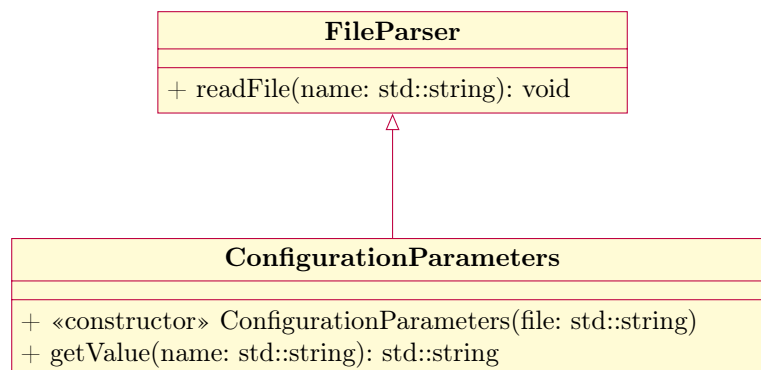 FileParser
+ readFile(name: std::string): void
ConfigurationParameters
+ «constructor» ConfigurationParameters(file: std::string)
+ getValue(name: std::string): std::string